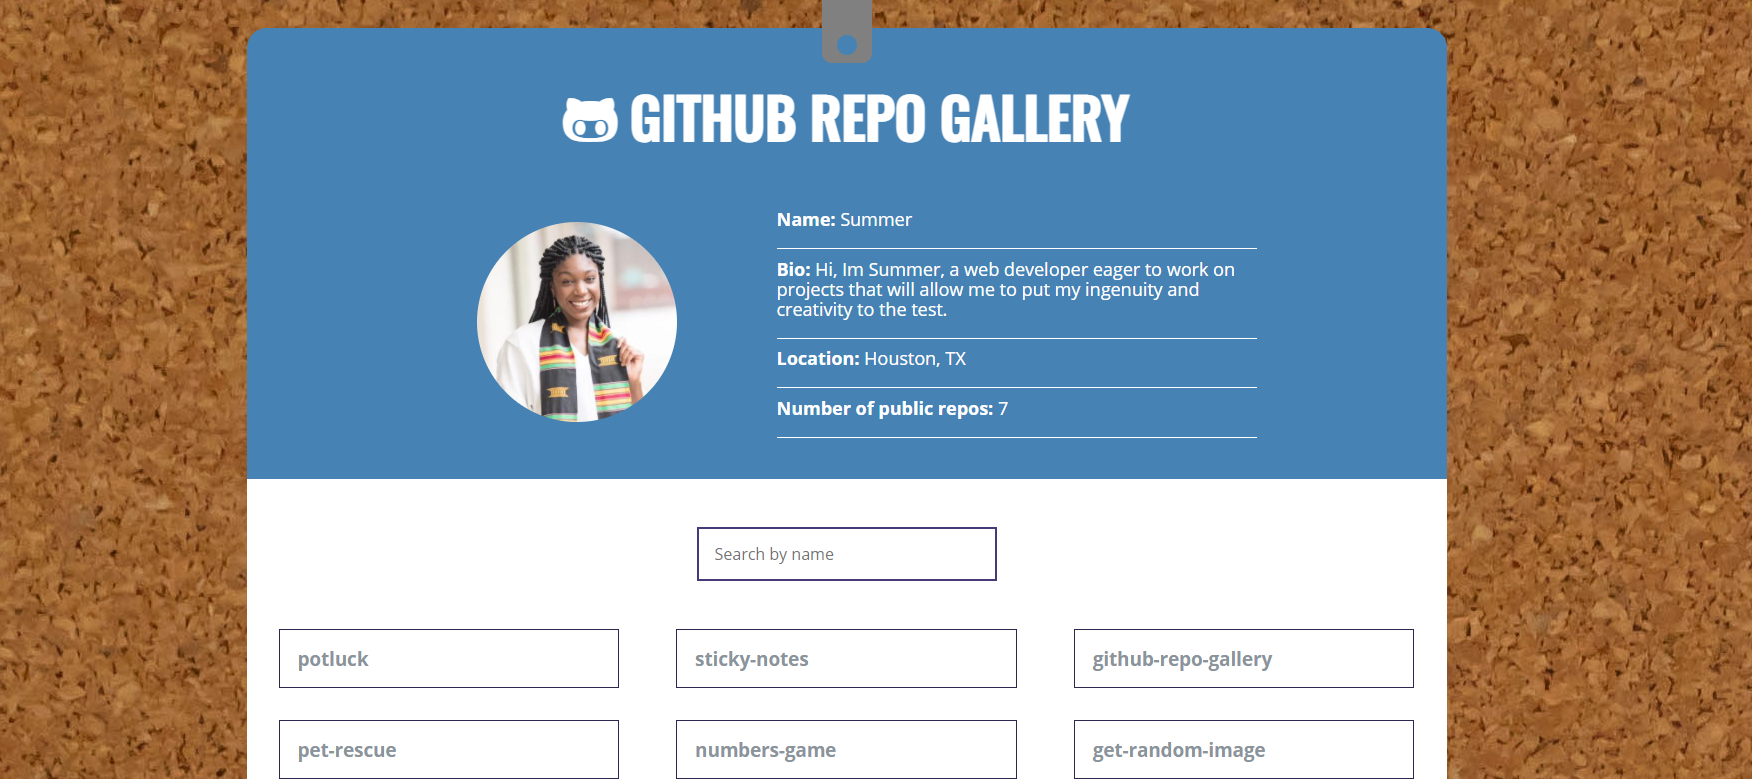 GITHUB REPO GALLERY
Name: Summer
Bio: Hi, Im Summer, a web developer eager to work on
projects that will allow me to put my ingenuity and
creativity to the test.
Location: Houston, TX
Number of public repos: 7
Search by name
potluck
sticky-notes
github-repo-gallery
pet-rescue
numbers-game
get-random-image